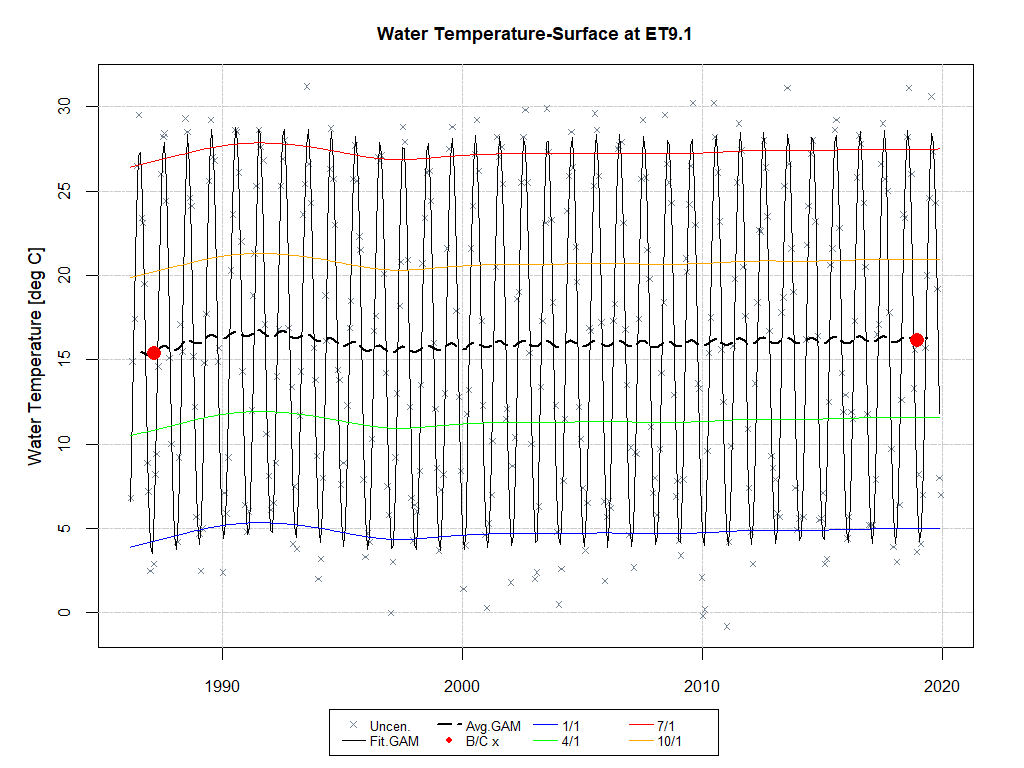 Water Temperature-Surface at ET9.1
Water Temperature [deg C]
30
25
20
15
10
5
0
1990 2000 2010 2020
Uncen. Avg.GAM 1/1 7/1
Fit.GAM B/C x 4/1 10/1